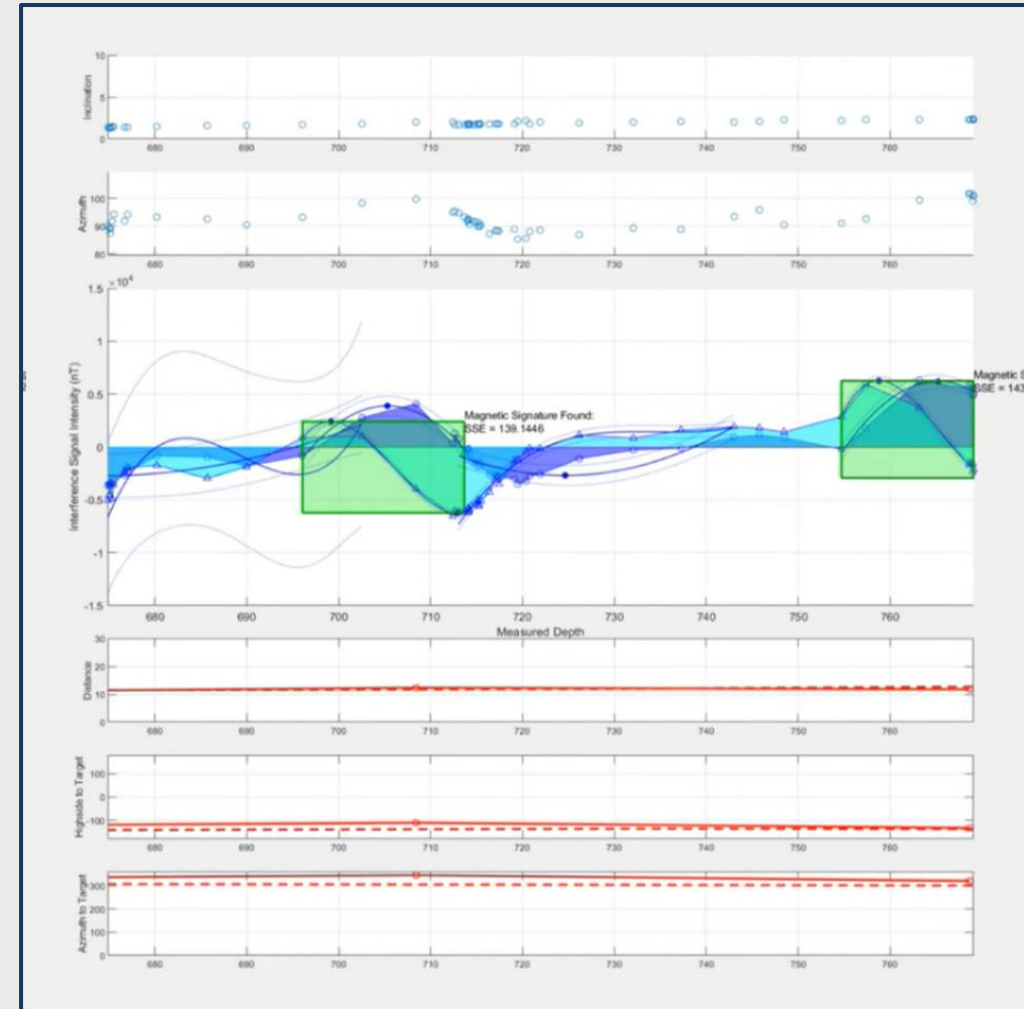 10
5
0
Inclination
680 690 700 710 720 730 740 750 760
100
90
80
Azimuth
680 690 700 710 720 730 740 750 760
×10^4
1.5
1
0.5
0
-0.5
-1
-1.5
Interference Signal Intensity (nT)
Magnetic Signature Found:
SSE = 139.1446
Magnetic S
SSE = 143
680 690 700 710 720 730 740 750 760
Measured Depth
30
20
10
0
Distance
680 690 700 710 720 730 740 750 760
100
0
-100
Highside to Target
680 690 700 710 720 730 740 750 760
300
200
100
0
Azimuth to Target
680 690 700 710 720 730 740 750 760